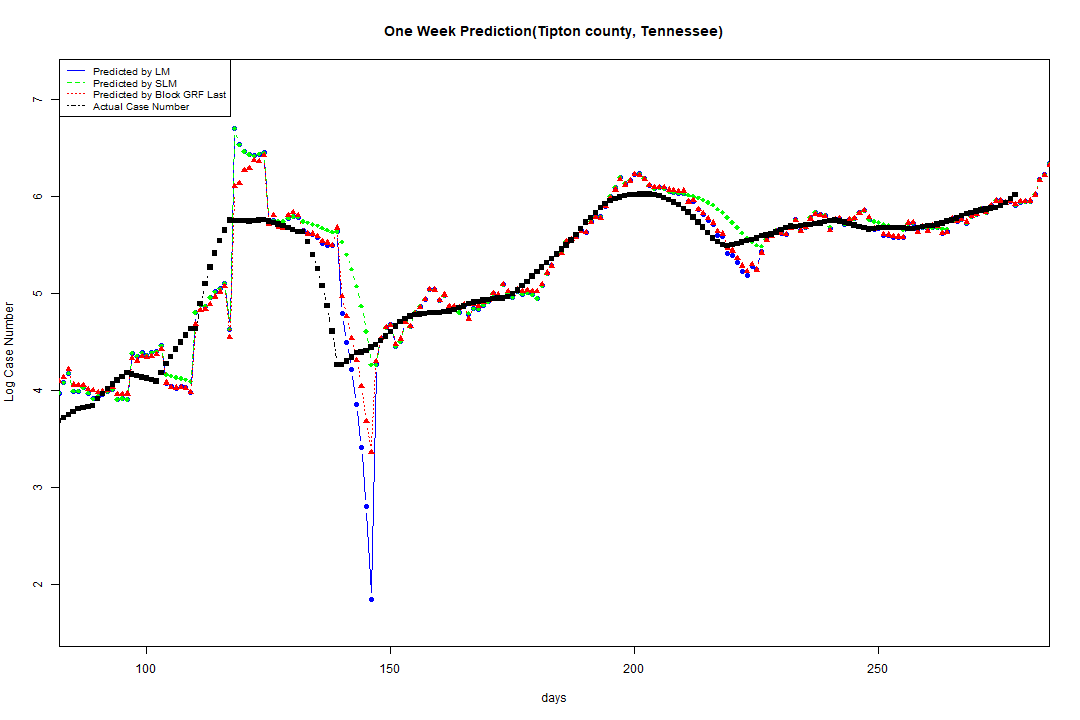 One Week Prediction(Tipton county, Tennessee)
Predicted by LM
Predicted by SLM
Predicted by Block GRF Last
Actual Case Number
7
6
5
4
3
2
Log Case Number
100 150 200 250
days